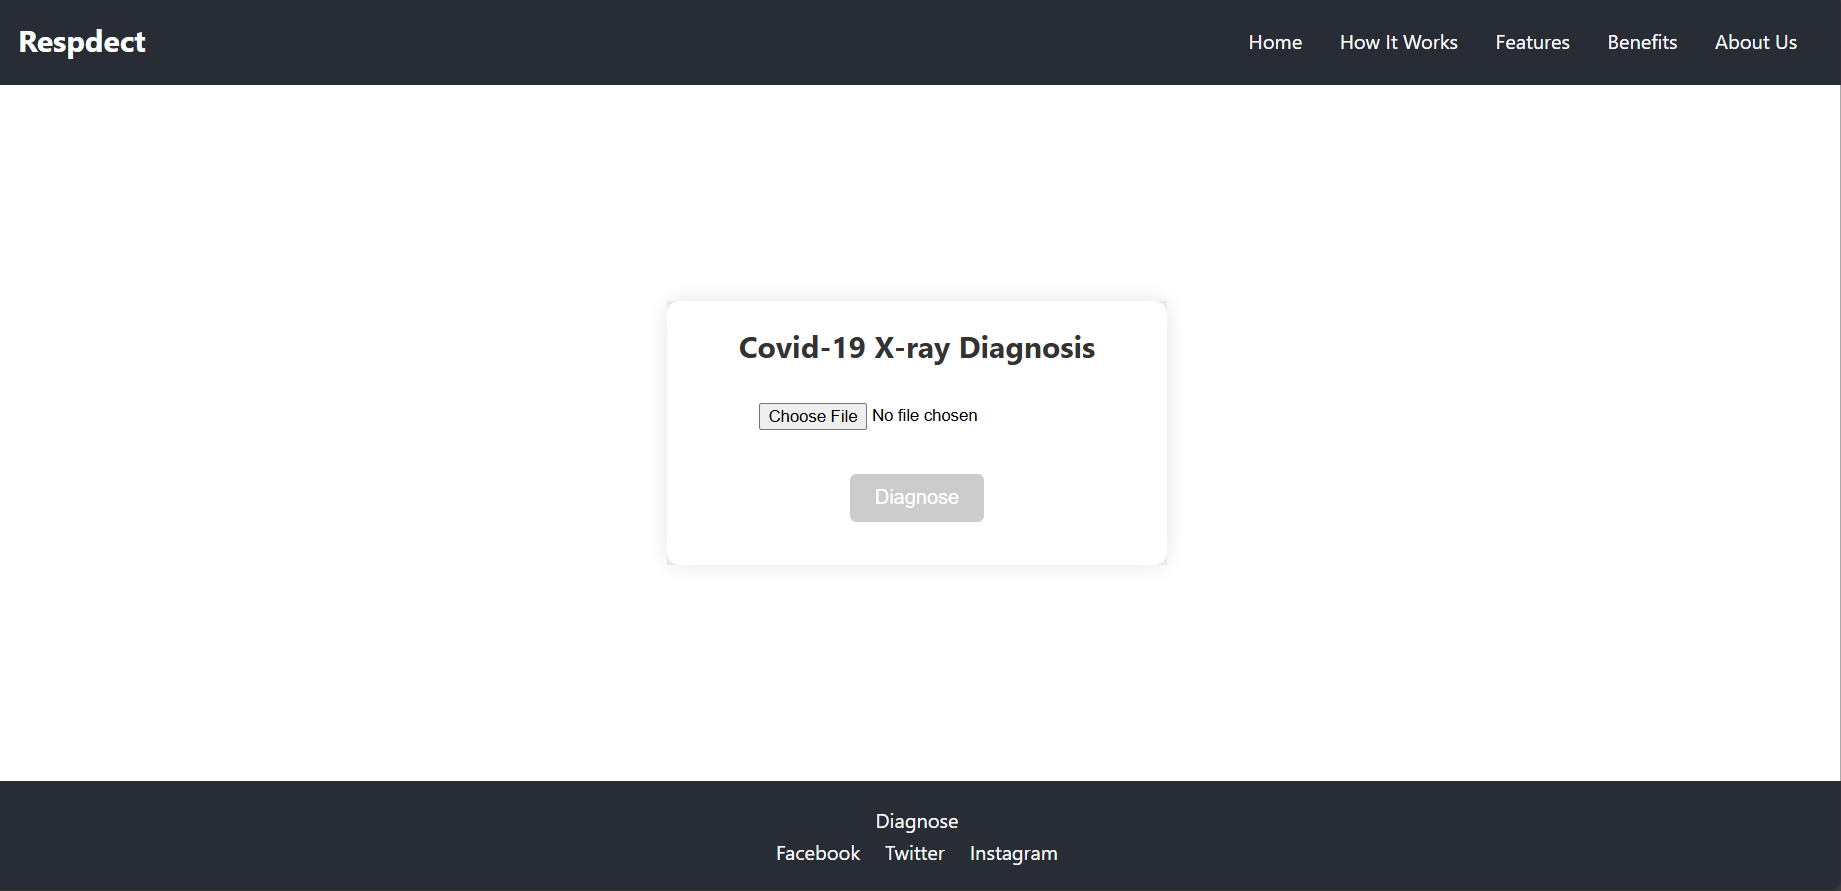 Respdect
Home How It Works Features Benefits About Us
Covid-19 X-ray Diagnosis
Choose File No file chosen
Diagnose
Diagnose
Facebook Twitter Instagram